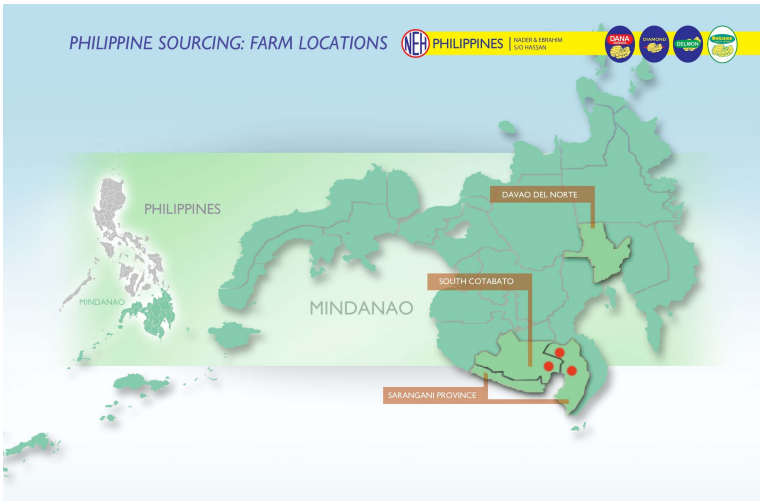 PHILIPPINE SOURCING: FARM LOCATIONS
NEH
PHILIPPINES
NADER & EBRAHIM
S/O HASSAN
DANA
DIAMOND
DELMON
DAVAO DEL NORTE
PHILIPPINES
SOUTH COTABATO
MINDANAO
MINDANAO
SARANGANI PROVINCE